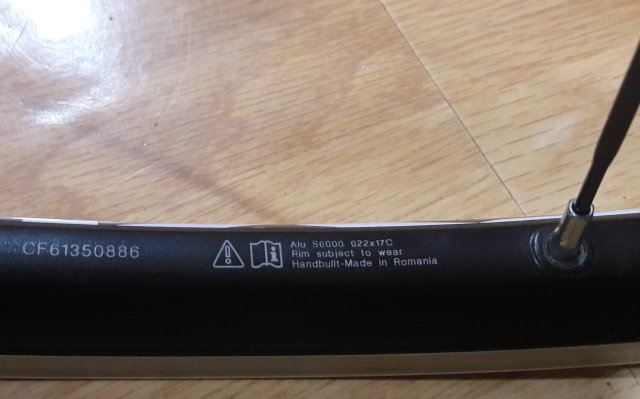 CF61350886
Alu S6000 622x17C
Rim subject to wear
Handbuilt-Made in Romania